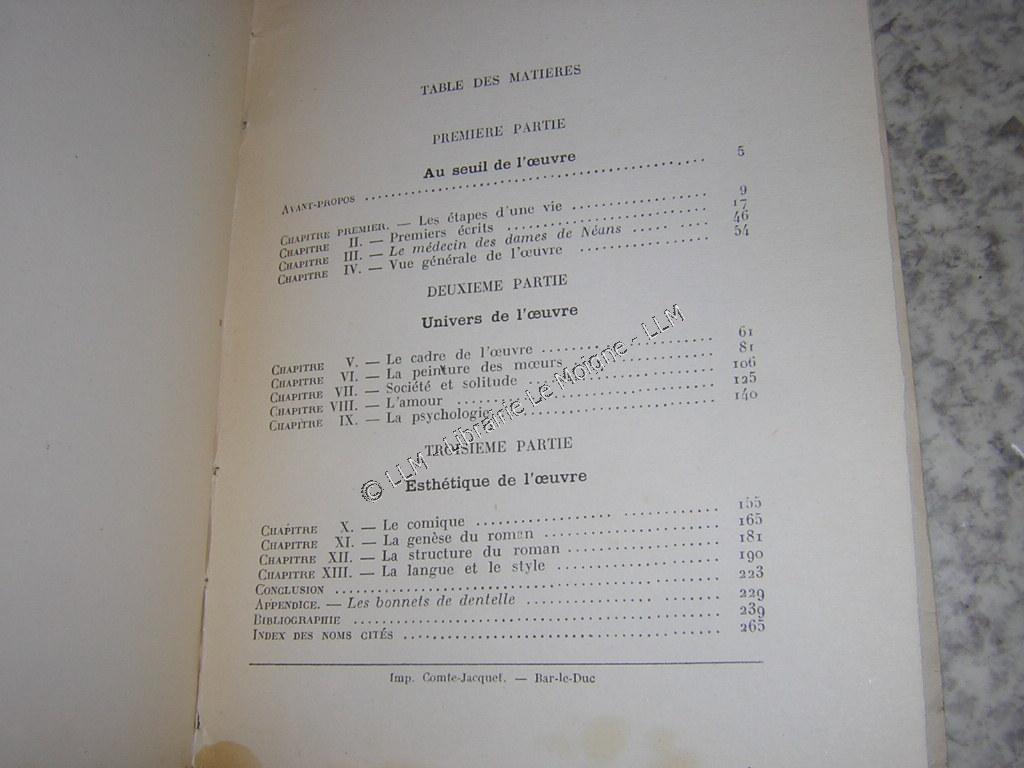 TABLE DES MATIERES
PREMIERE PARTIE
Au seuil de l'œuvre
AVANT-PROPOS ........ 5
CHAPITRE PREMIER. — Les étapes d'une vie ........ 9
CHAPITRE II. — Premiers écrits ........ 17
CHAPITRE III. — Le médecin des dames de Néans ........ 46
CHAPITRE IV. — Vue générale de l'œuvre ........ 54
DEUXIEME PARTIE
Univers de l'œuvre
CHAPITRE V. — Le cadre de l'œuvre ........ 61
CHAPITRE VI. — La peinture des mœurs ........ 81
CHAPITRE VII. — Société et solitude ........ 106
CHAPITRE VIII. — L'amour ........ 125
CHAPITRE IX. — La psychologie ........ 140
TROISIEME PARTIE
Esthétique de l'œuvre
CHAPITRE X. — Le comique ........ 155
CHAPITRE XI. — La genèse du roman ........ 165
CHAPITRE XII. — La structure du roman ........ 181
CHAPITRE XIII. — La langue et le style ........ 190
CONCLUSION ........ 223
APPENDICE. — Les bonnets de dentelle ........ 229
BIBLIOGRAPHIE ........ 239
INDEX DES NOMS CITÉS ........ 265
Imp. Comte-Jacquet. — Bar-le-Duc
© LLM - Librairie Le Moigne - LLM